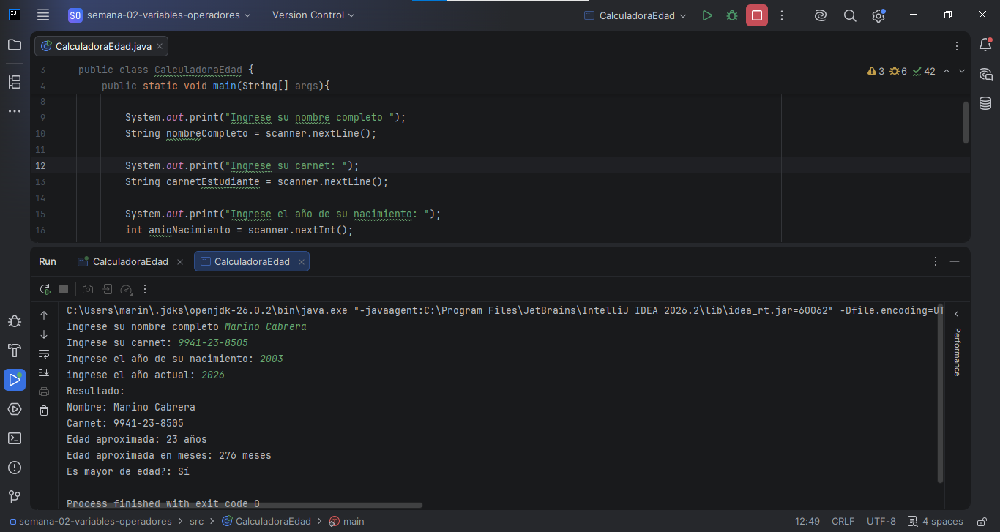 SO semana-02-variables-operadores Version Control CalculadoraEdad
CalculadoraEdad.java
3 public class CalculadoraEdad {
3 6 42
4 public static void main(String[] args){
8
9 System.out.print("Ingrese su nombre completo ");
10 String nombreCompleto = scanner.nextLine();
11
12 System.out.print("Ingrese su carnet: ");
13 String carnetEstudiante = scanner.nextLine();
14
15 System.out.print("Ingrese el año de su nacimiento: ");
16 int anioNacimiento = scanner.nextInt();
Run CalculadoraEdad CalculadoraEdad
C:\Users\marin\.jdks\openjdk-26.0.2\bin\java.exe "-javaagent:C:\Program Files\JetBrains\IntelliJ IDEA 2026.2\lib\idea_rt.jar=60062" -Dfile.encoding=UT
Ingrese su nombre completo Marino Cabrera
Ingrese su carnet: 9941-23-8505
Ingrese el año de su nacimiento: 2003
ingrese el año actual: 2026
Resultado:
Nombre: Marino Cabrera
Carnet: 9941-23-8505
Edad aproximada: 23 años
Edad aproximada en meses: 276 meses
Es mayor de edad?: Sí
Process finished with exit code 0
Performance
semana-02-variables-operadores > src > CalculadoraEdad > main 12:49 CRLF UTF-8 4 spaces